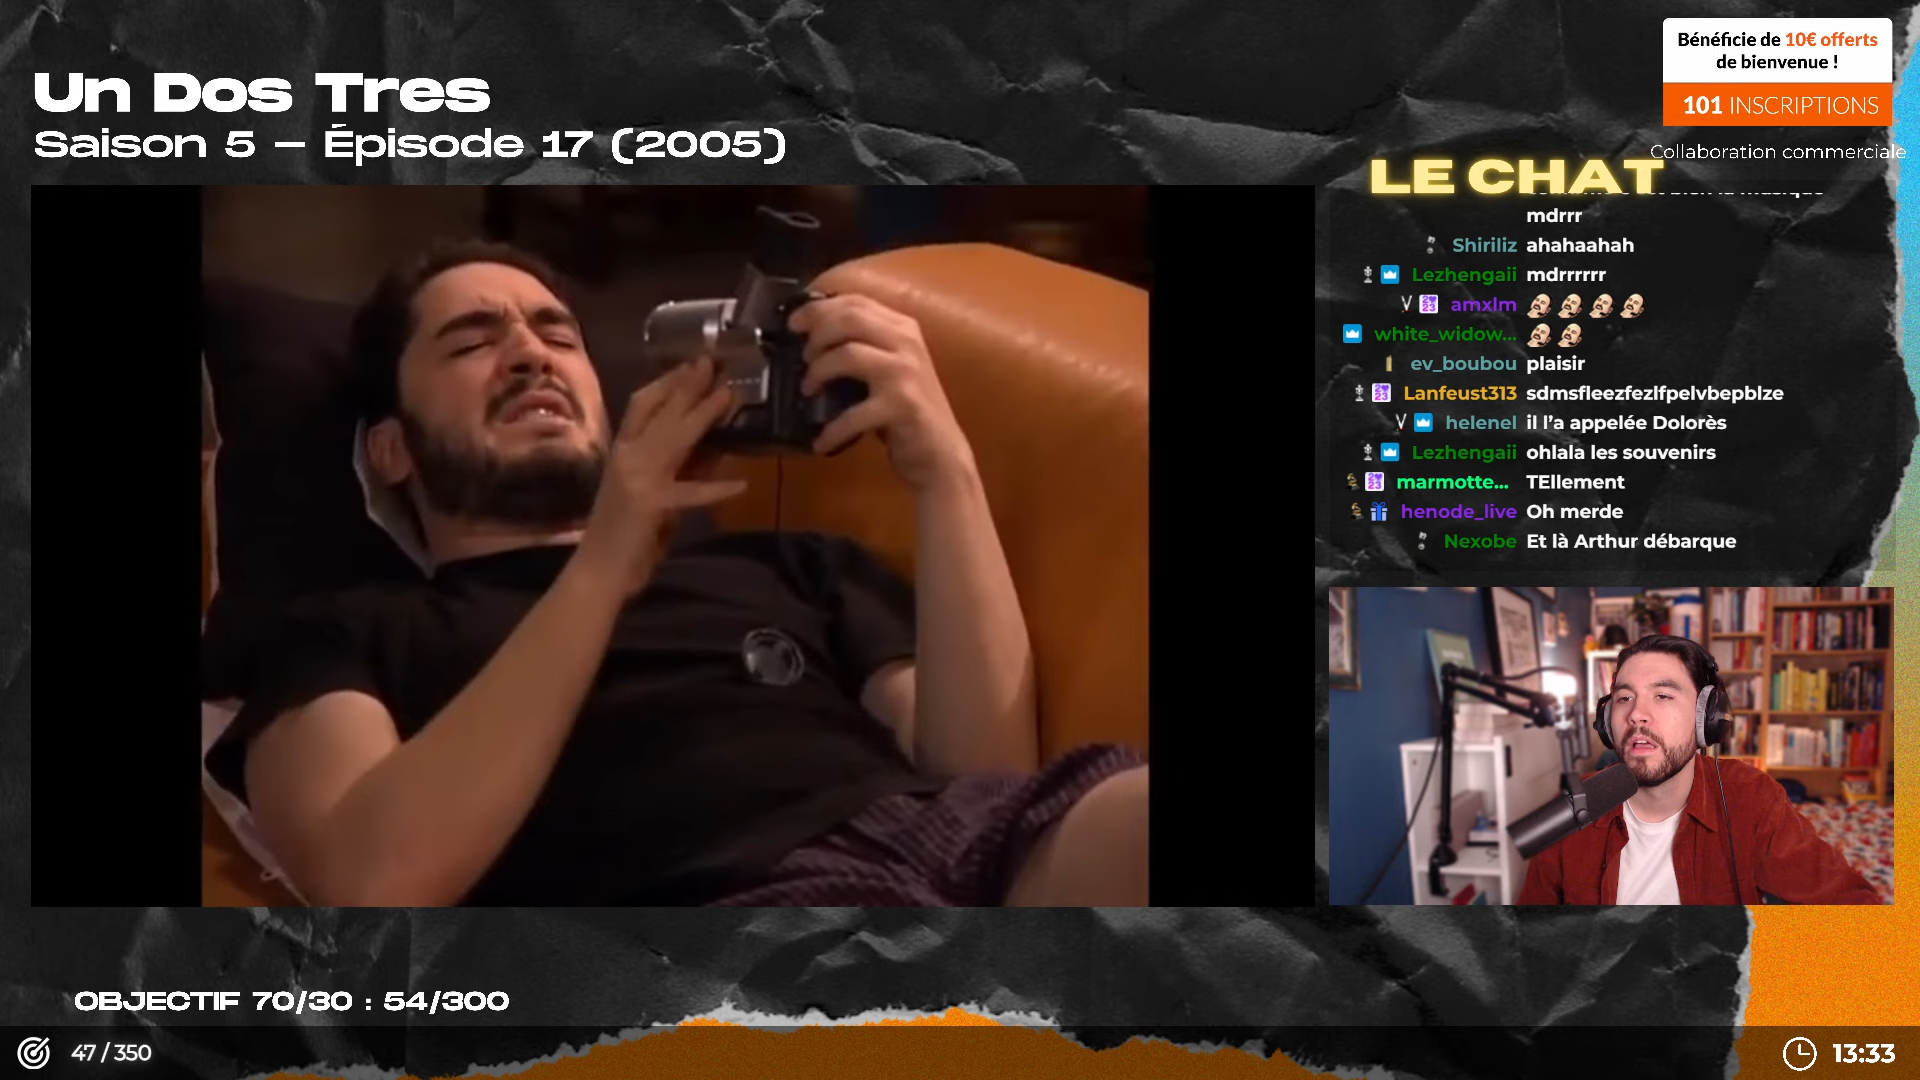 Un Dos Tres
Saison 5 – Épisode 17 (2005)
Bénéficie de 10€ offerts
de bienvenue !
101 INSCRIPTIONS
Collaboration commerciale
LE CHAT
mdrrr
Shiriliz ahahaahah
Lezhengaii mdrrrrrr
amxlm
white_widow...
ev_boubou plaisir
Lanfeust313 sdmsfleezfezlfpelvbepblze
helenel il l’a appelée Dolorès
Lezhengaii ohlala les souvenirs
marmotte... TEllement
henode_live Oh merde
Nexobe Et là Arthur débarque
OBJECTIF 70/30 : 54/300
47 / 350
13:33